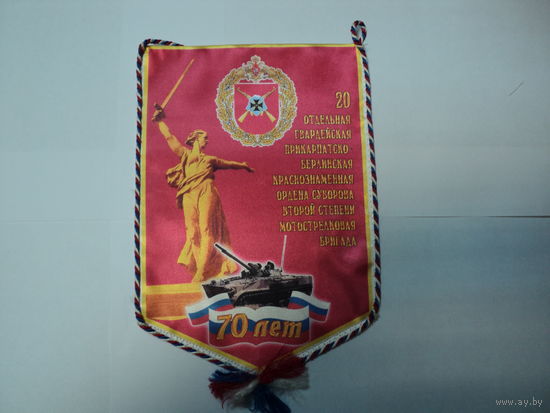 20
ОТДЕЛЬНАЯ
ГВАРДЕЙСКАЯ
ПРИКАРПАТСКО-
БЕРЛИНСКАЯ
КРАСНОЗНАМЕННАЯ
ОРДЕНА СУВОРОВА
ВТОРОЙ СТЕПЕНИ
МОТОСТРЕЛКОВАЯ
БРИГАДА
70 лет
www.ay.by